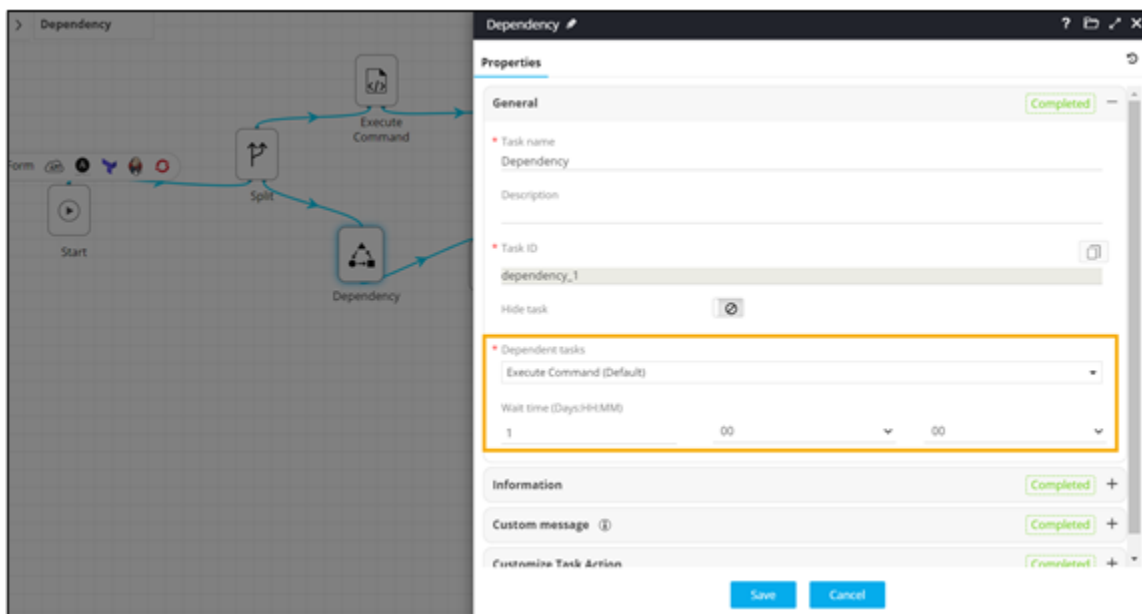 Dependency
Dependency
?
Properties
General
Completed
Execute
Command
* Task name
Dependency
Form
Split
Description
Start
* Task ID
dependency_1
Dependency
Hide task
* Dependent tasks
Execute Command (Default)
Wait time (Days:HH:MM)
1 00 00
Information
Completed
Custom message
Completed
Customize Task Action
Completed
Save
Cancel